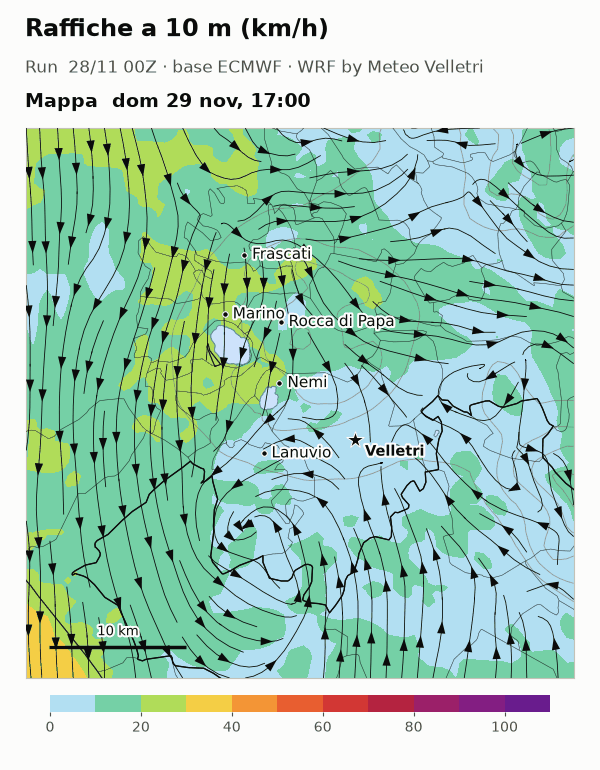 Raffiche a 10 m (km/h)
Run  28/11 00Z · base ECMWF · WRF by Meteo Velletri
Mappa  dom 29 nov, 17:00
Frascati
Marino
Rocca di Papa
Nemi
Velletri
Lanuvio
10 km
0 20 40 60 80 100